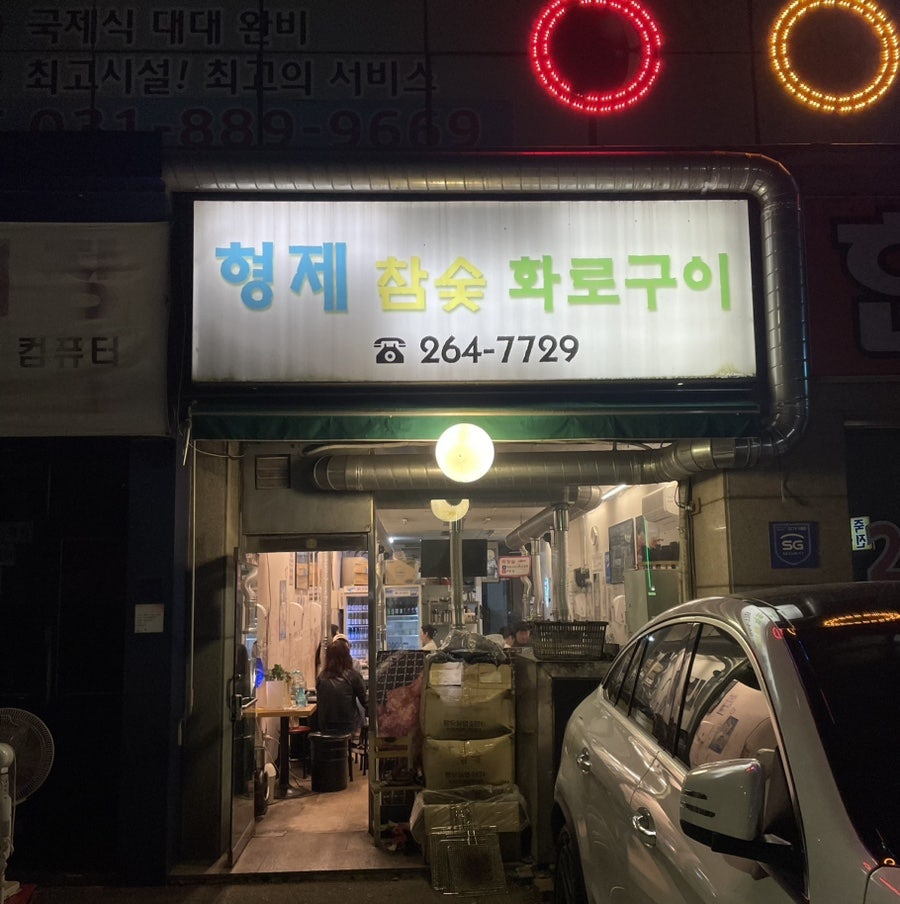 국제식 대대 완비
최고시설! 최고의 서비스
031-889-9669
형제 참숯 화로구이
☎ 264-7729
컴퓨터
SG